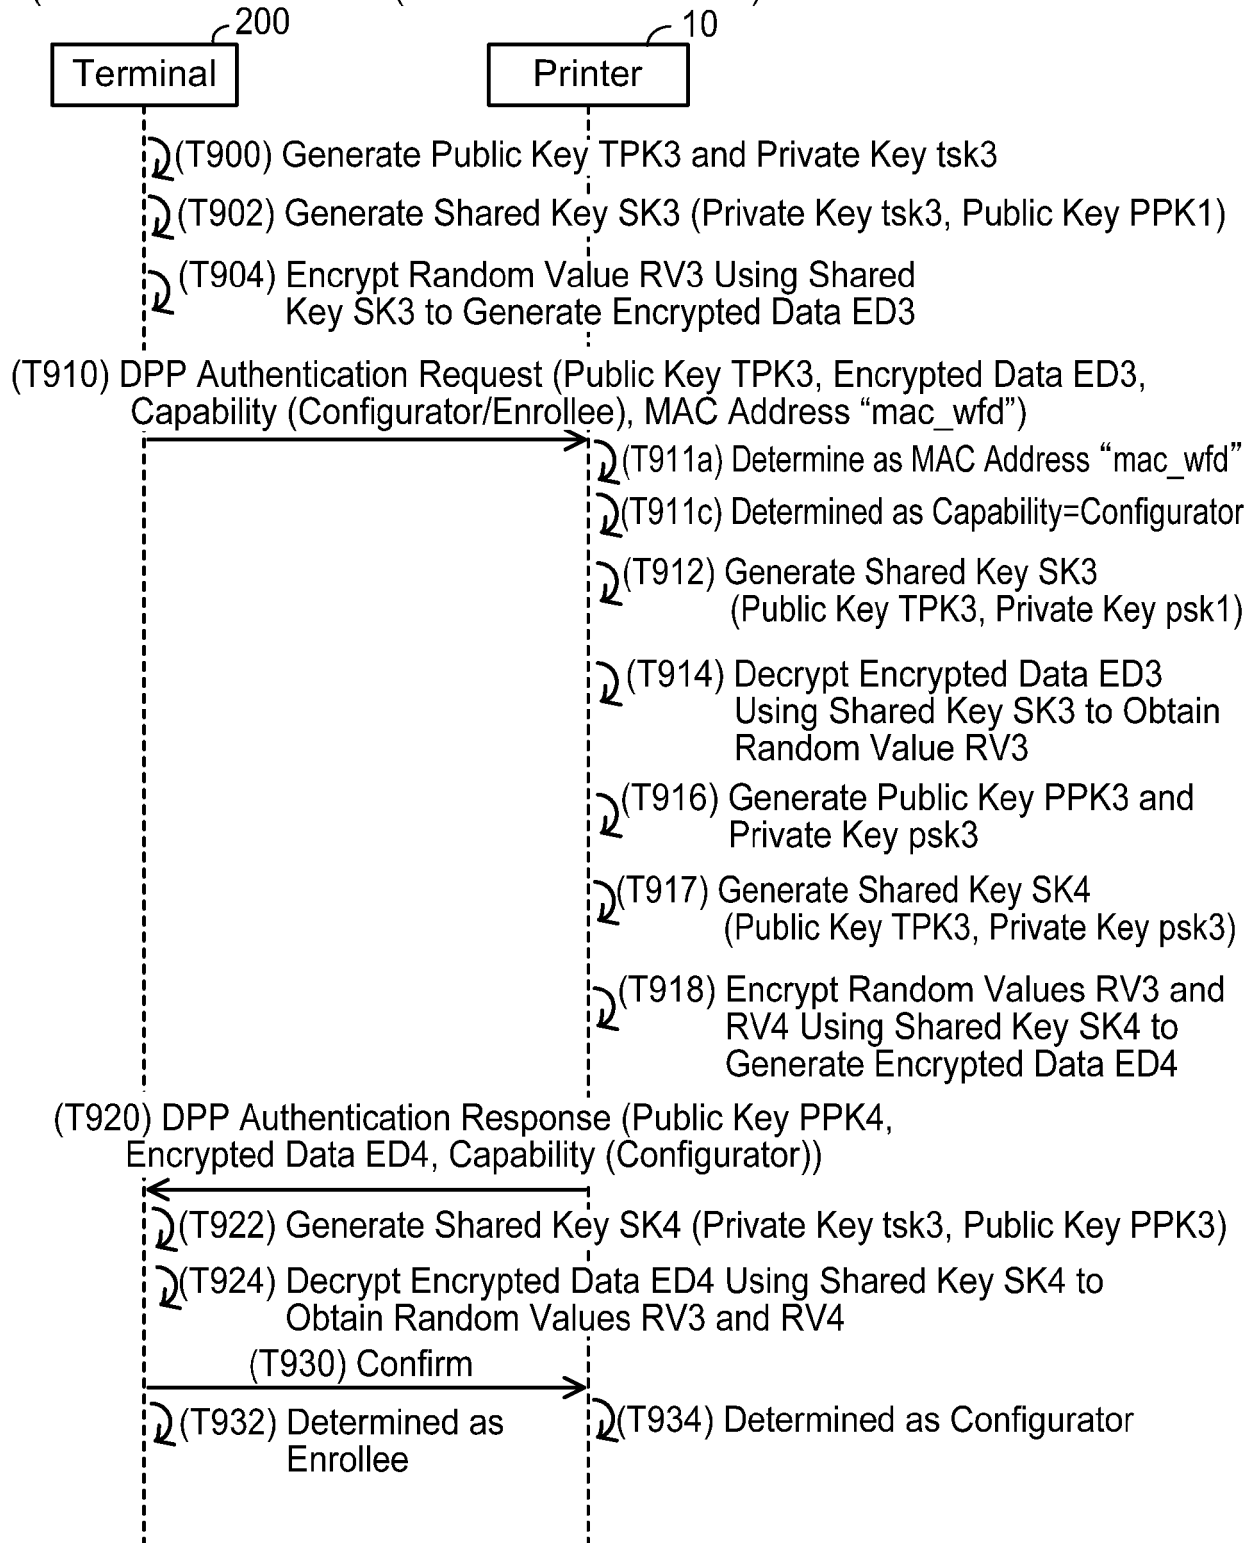 200
10
Terminal
Printer
(T900) Generate Public Key TPK3 and Private Key tsk3
(T902) Generate Shared Key SK3 (Private Key tsk3, Public Key PPK1)
(T904) Encrypt Random Value RV3 Using Shared
Key SK3 to Generate Encrypted Data ED3
(T910) DPP Authentication Request (Public Key TPK3, Encrypted Data ED3,
Capability (Configurator/Enrollee), MAC Address “mac_wfd”)
(T911a) Determine as MAC Address “mac_wfd”
(T911c) Determined as Capability=Configurator
(T912) Generate Shared Key SK3
(Public Key TPK3, Private Key psk1)
(T914) Decrypt Encrypted Data ED3
Using Shared Key SK3 to Obtain
Random Value RV3
(T916) Generate Public Key PPK3 and
Private Key psk3
(T917) Generate Shared Key SK4
(Public Key TPK3, Private Key psk3)
(T918) Encrypt Random Values RV3 and
RV4 Using Shared Key SK4 to
Generate Encrypted Data ED4
(T920) DPP Authentication Response (Public Key PPK4,
Encrypted Data ED4, Capability (Configurator))
(T922) Generate Shared Key SK4 (Private Key tsk3, Public Key PPK3)
(T924) Decrypt Encrypted Data ED4 Using Shared Key SK4 to
Obtain Random Values RV3 and RV4
(T930) Confirm
(T932) Determined as
Enrollee
(T934) Determined as Configurator